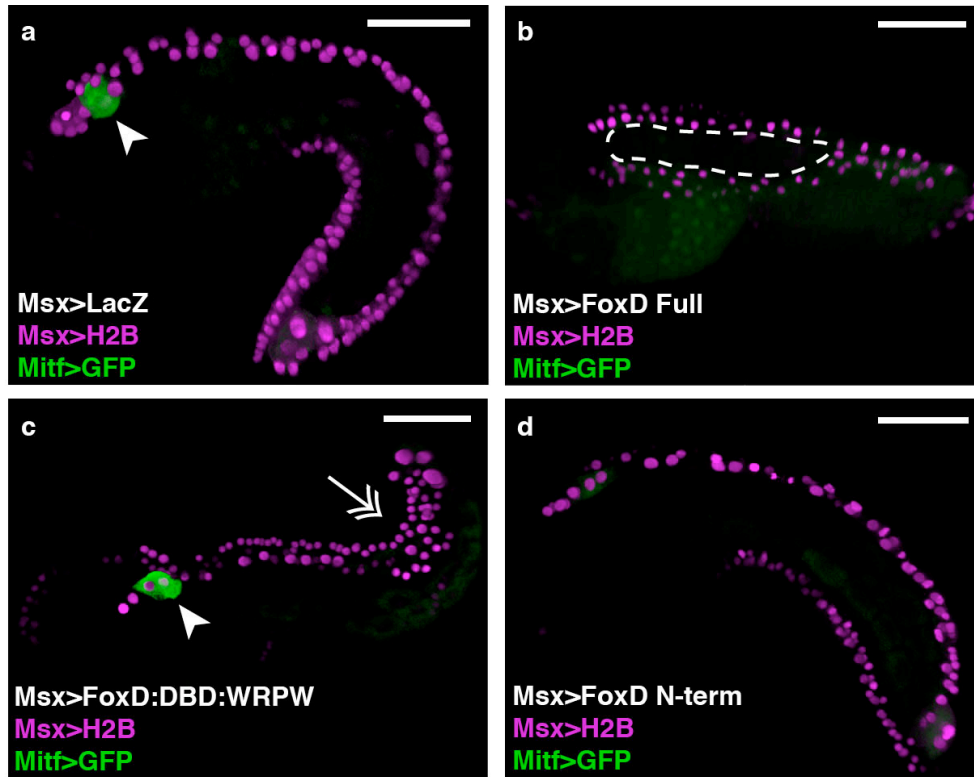 a
Msx>LacZ
Msx>H2B
Mitf>GFP
b
Msx>FoxD Full
Msx>H2B
Mitf>GFP
c
Msx>FoxD:DBD:WRPW
Msx>H2B
Mitf>GFP
d
Msx>FoxD N-term
Msx>H2B
Mitf>GFP